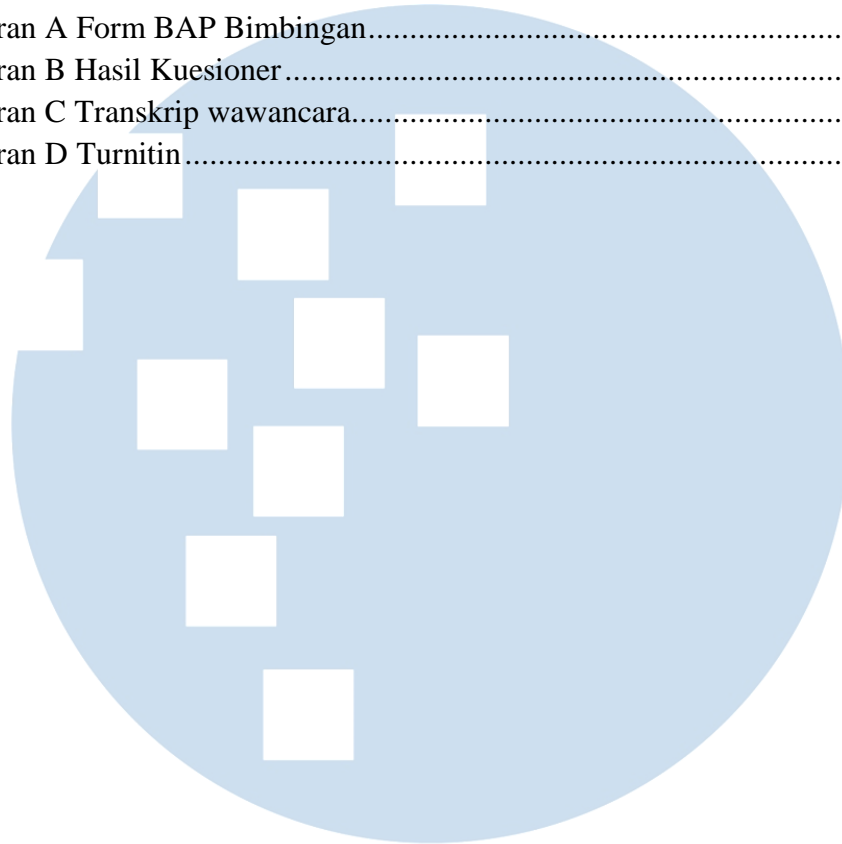 ran A Form BAP Bimbingan........................................................
ran B Hasil Kuesioner..................................................................
ran C Transkrip wawancara..........................................................
ran D Turnitin..............................................................................